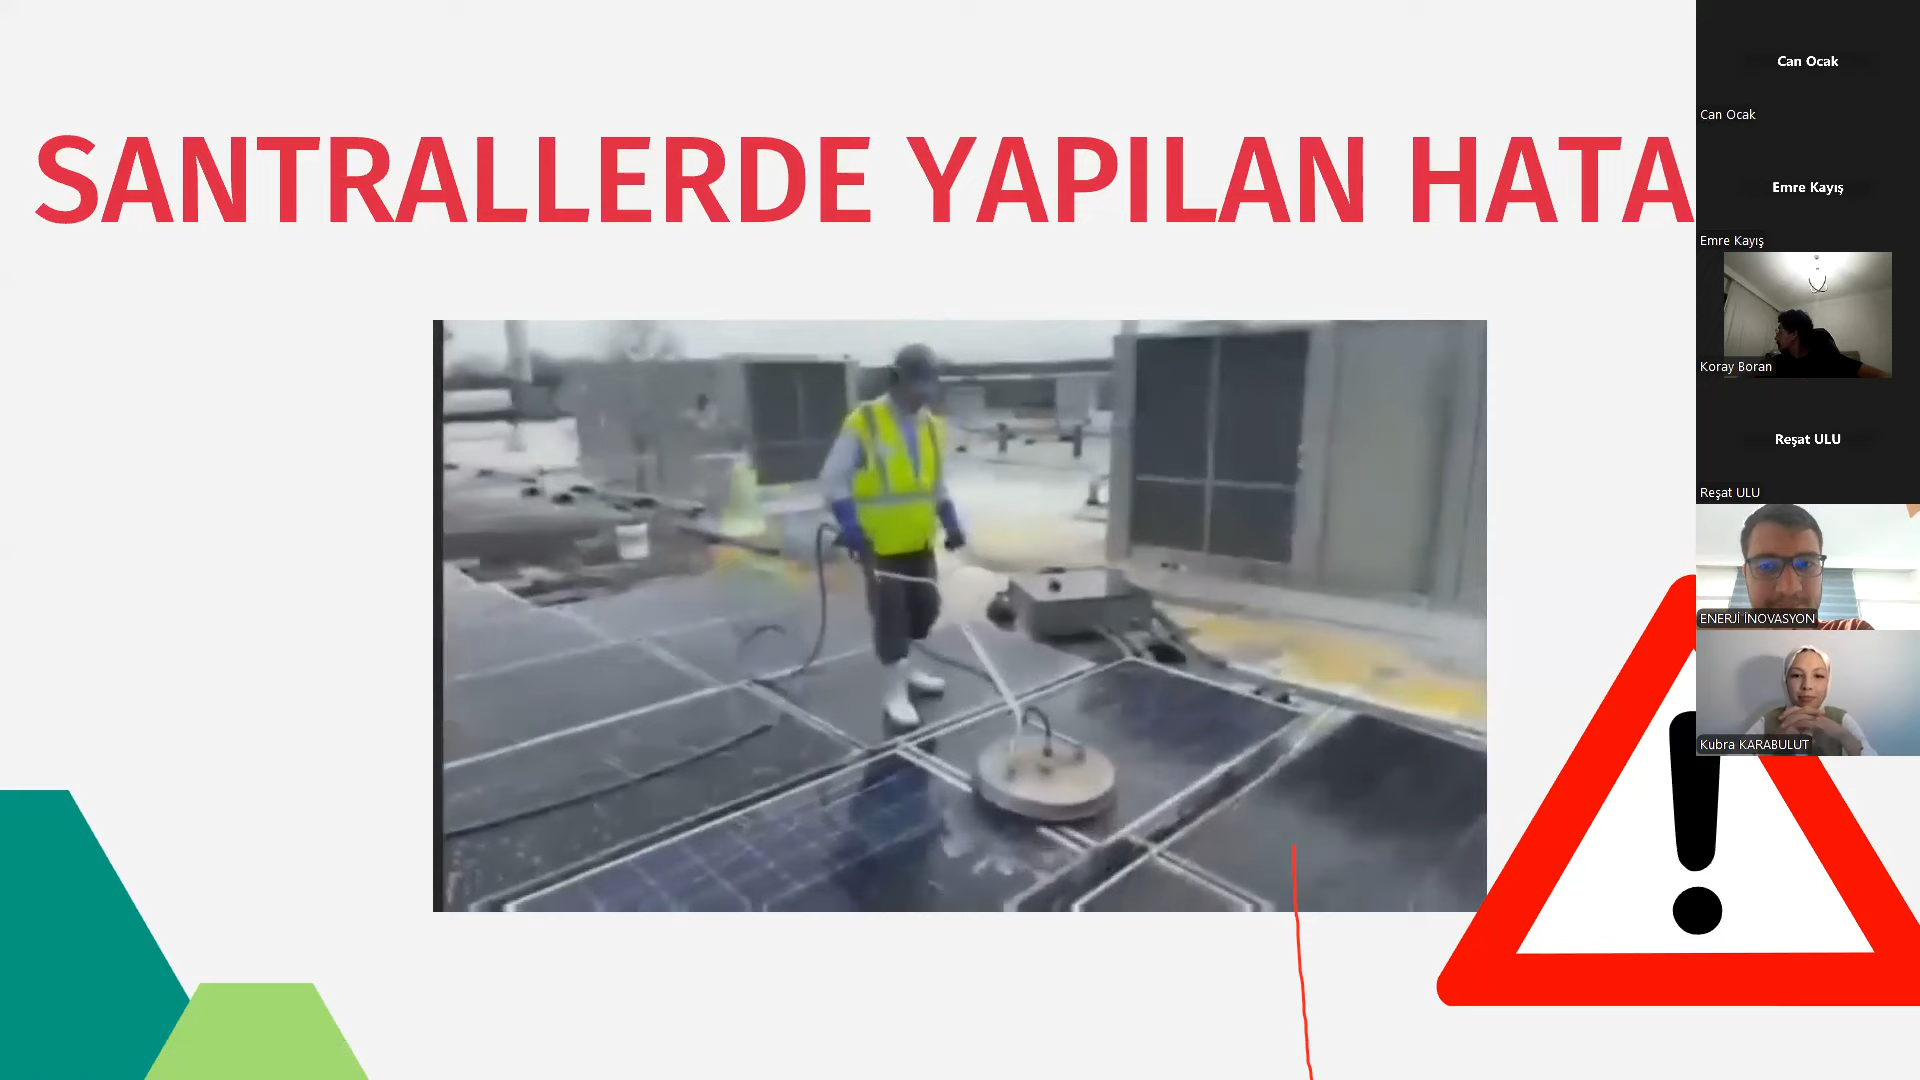 SANTRALLERDE YAPILAN HATA
Can Ocak
Can Ocak
Emre Kayış
Emre Kayış
Koray Boran
Reşat ULU
Reşat ULU
ENERJİ İNOVASYON
Kubra KARABULUT